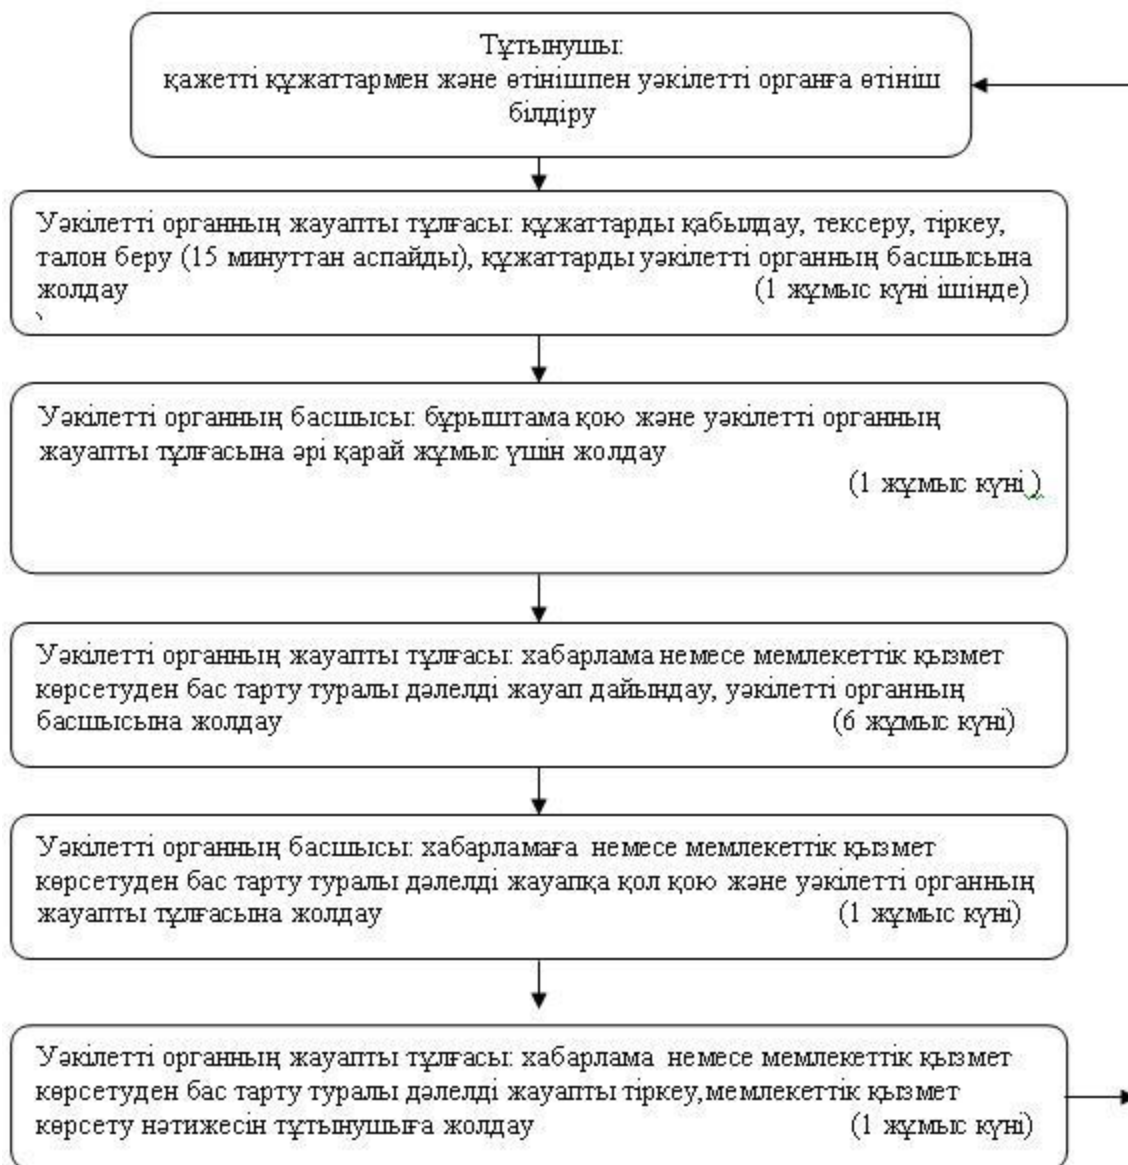 Тұтынушы:
қажетті құжаттармен және өтінішпен уәкілетті органға өтініш
білдіру
Уәкілетті органның жауапты тұлғасы: құжаттарды қабылдау, тексеру, тіркеу,
талон беру (15 минуттан аспайды), құжаттарды уәкілетті органның басшысына
жолдау (1 жұмыс күні ішінде)
Уәкілетті органның басшысы: бұрыштама қою және уәкілетті органның
жауапты тұлғасына әрі қарай жұмыс үшін жолдау
(1 жұмыс күні )
Уәкілетті органның жауапты тұлғасы: хабарлама немесе мемлекеттік қызмет
көрсетуден бас тарту туралы дәлелді жауап дайындау, уәкілетті органның
басшысына жолдау (6 жұмыс күні)
Уәкілетті органның басшысы: хабарламаға немесе мемлекеттік қызмет
көрсетуден бас тарту туралы дәлелді жауапқа қол қою және уәкілетті органның
жауапты тұлғасына жолдау (1 жұмыс күні)
Уәкілетті органның жауапты тұлғасы: хабарлама немесе мемлекеттік қызмет
көрсетуден бас тарту туралы дәлелді жауапты тіркеу,мемлекеттік қызмет
көрсету нәтижесін тұтынушыға жолдау (1 жұмыс күні)